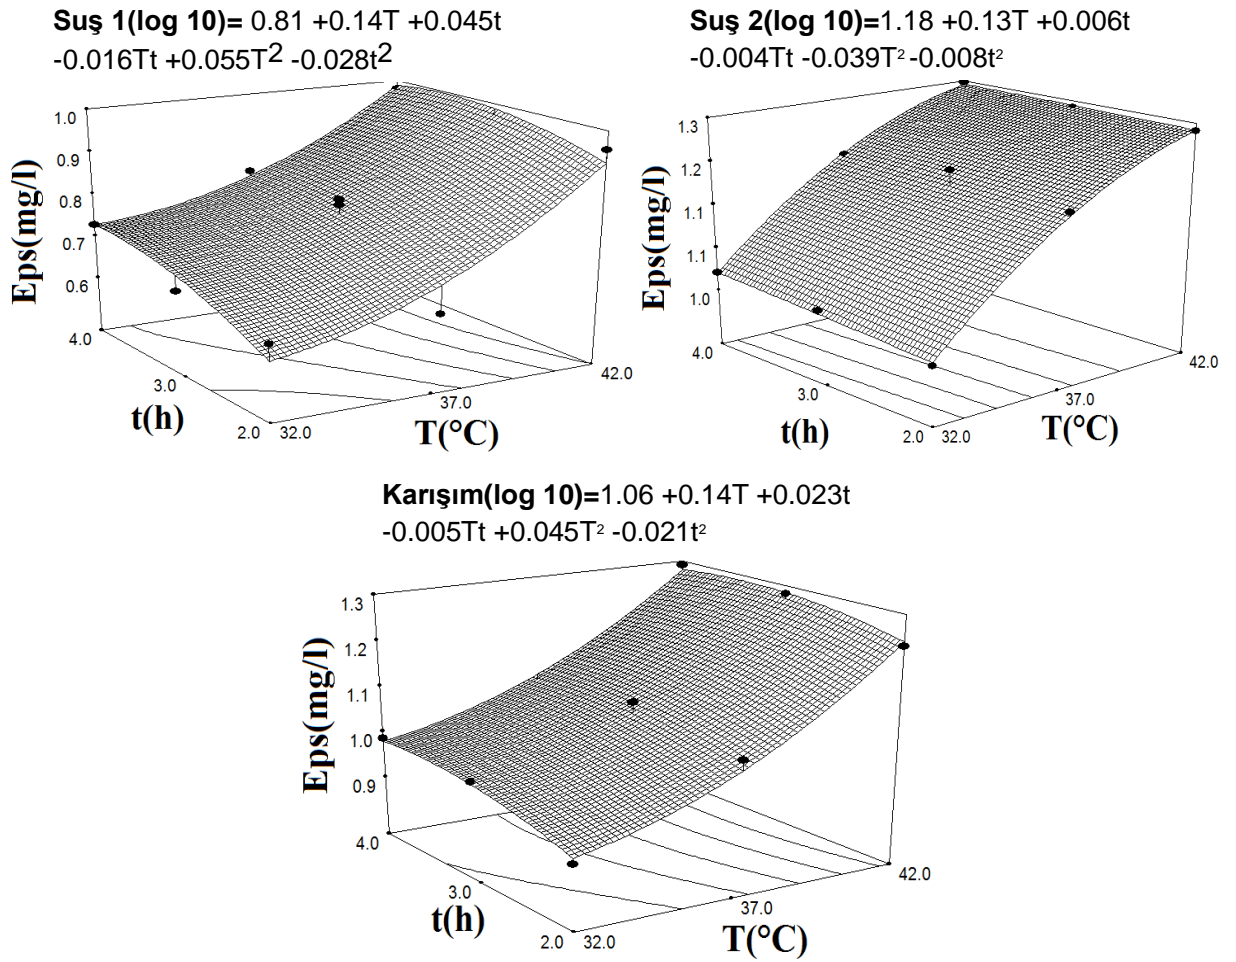 Suş 1(log 10)= 0.81 +0.14T +0.045t
-0.016Tt +0.055T² -0.028t²
1.0
0.9
0.8
0.7
0.6
Eps(mg/l)
4.0
3.0
2.0
t(h)
32.0
37.0
42.0
T(°C)
Suş 2(log 10)=1.18 +0.13T +0.006t
-0.004Tt -0.039T² -0.008t²
1.3
1.2
1.1
1.1
1.0
Eps(mg/l)
4.0
3.0
2.0
t(h)
32.0
37.0
42.0
T(°C)
Karışım(log 10)=1.06 +0.14T +0.023t
-0.005Tt +0.045T² -0.021t²
1.3
1.2
1.1
1.0
0.9
Eps(mg/l)
4.0
3.0
2.0
t(h)
32.0
37.0
42.0
T(°C)